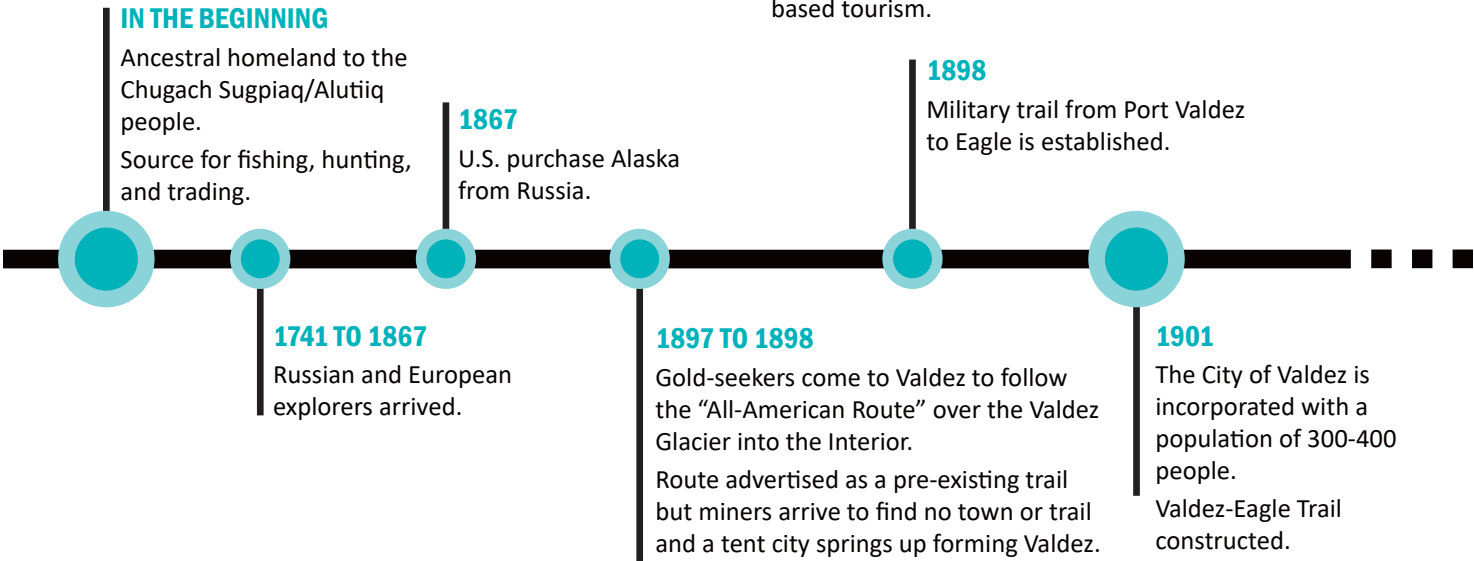 based tourism.
IN THE BEGINNING
Ancestral homeland to the
Chugach Sugpiaq/Alutiiq
people.
Source for fishing, hunting,
and trading.
1741 TO 1867
Russian and European
explorers arrived.
1867
U.S. purchase Alaska
from Russia.
1897 TO 1898
Gold-seekers come to Valdez to follow
the “All-American Route” over the Valdez
Glacier into the Interior.
Route advertised as a pre-existing trail
but miners arrive to find no town or trail
and a tent city springs up forming Valdez.
1898
Military trail from Port Valdez
to Eagle is established.
1901
The City of Valdez is
incorporated with a
population of 300-400
people.
Valdez-Eagle Trail
constructed.